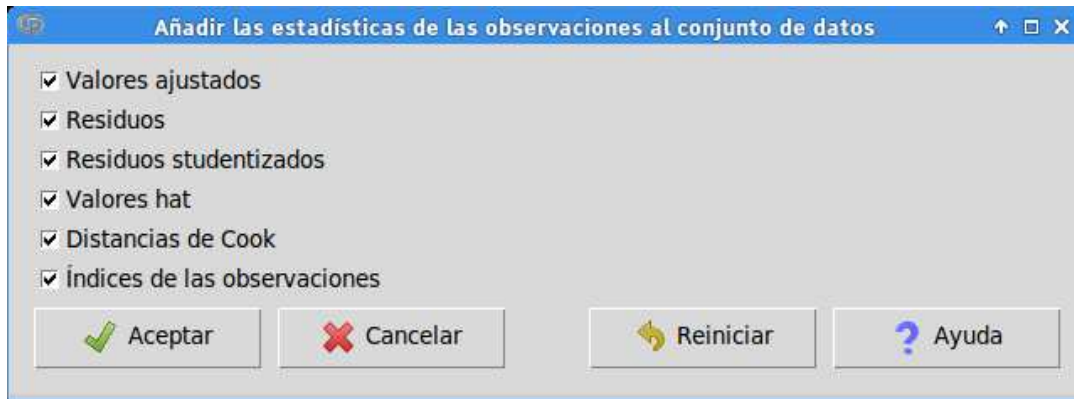 Añadir las estadísticas de las observaciones al conjunto de datos
Valores ajustados
Residuos
Residuos studentizados
Valores hat
Distancias de Cook
Índices de las observaciones
Aceptar Cancelar Reiniciar Ayuda